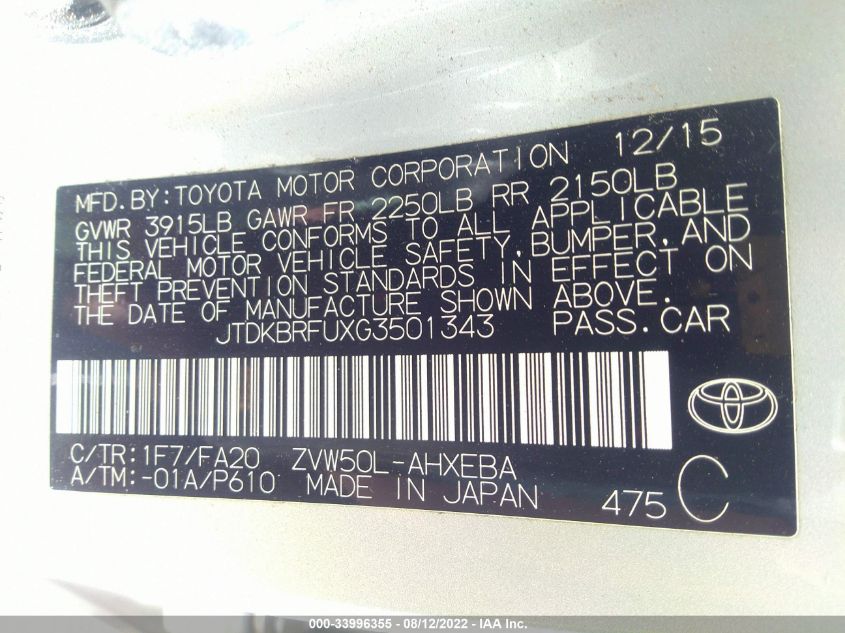 12/15
MFD.BY:TOYOTA MOTOR CORPORATION
GVWR 3915LB GAWR FR 2250LB RR 2150LB
THIS VEHICLE CONFORMS TO ALL APPLICABLE
FEDERAL MOTOR VEHICLE SAFETY,BUMPER,AND
THEFT PREVENTION STANDARDS IN EFFECT ON
THE DATE OF MANUFACTURE SHOWN ABOVE.
JTDKBRFUXG3501343 PASS.CAR
C/TR:1F7/FA20 ZVW50L-AHXEBA
A/TM:-01A/P610 MADE IN JAPAN 475 C
000-33996355 - 08/12/2022 - IAA Inc.